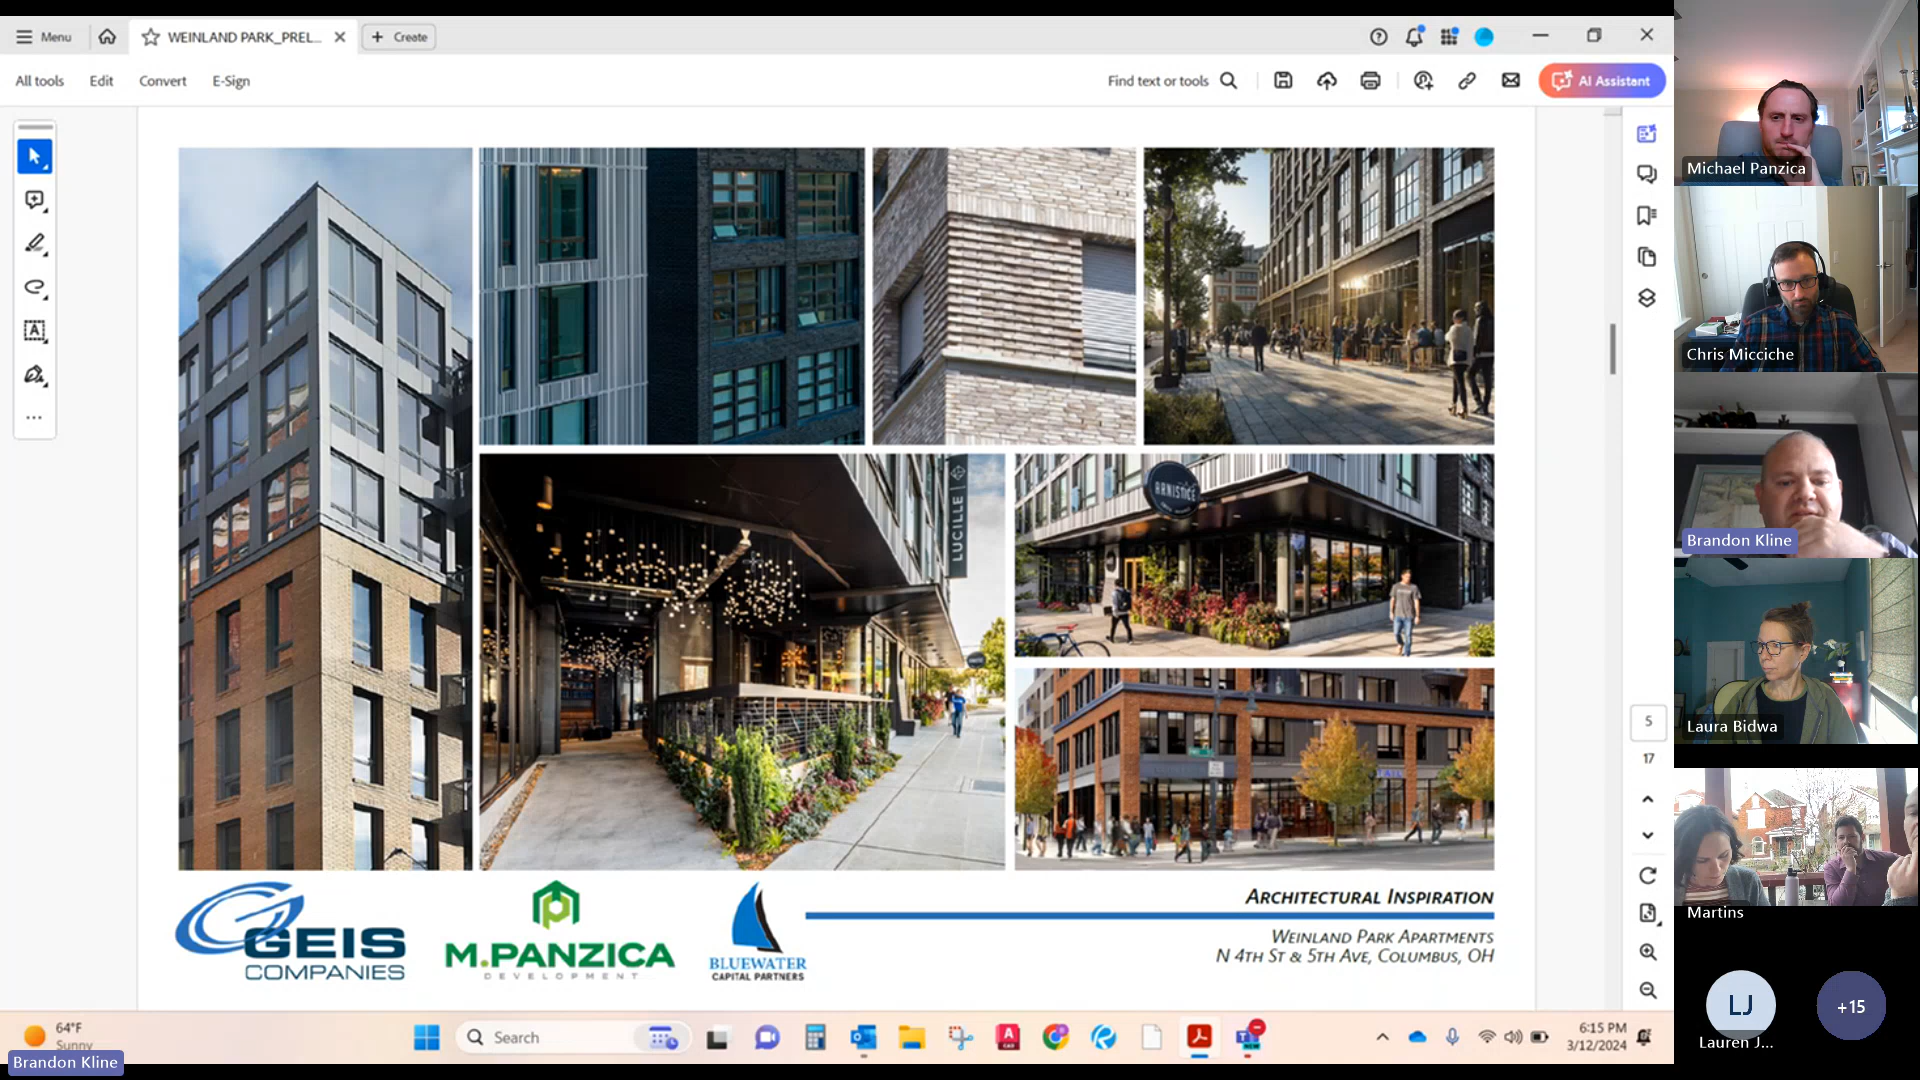 Menu
WEINLAND PARK_PREL...
Create
All tools
Edit
Convert
E-Sign
Find text or tools
AI Assistant
LUCILLE
ARMISTICE
5
17
GEIS
COMPANIES
M.PANZICA
DEVELOPMENT
BLUEWATER
CAPITAL PARTNERS
ARCHITECTURAL INSPIRATION
WEINLAND PARK APARTMENTS
N 4TH ST & 5TH AVE, COLUMBUS, OH
64°F
Sunny
Search
6:15 PM
3/12/2024
Brandon Kline
Michael Panzica
Chris Micciche
Brandon Kline
Laura Bidwa
Martins
LJ
Lauren J...
+15